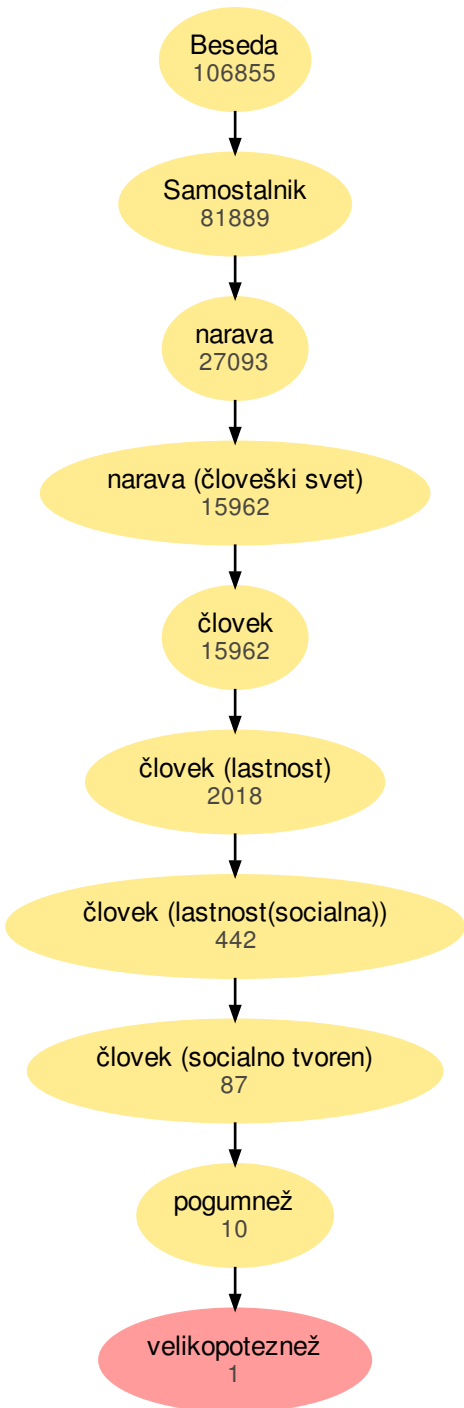 Beseda
106855
Samostalnik
81889
narava
27093
narava (človeški svet)
15962
človek
15962
človek (lastnost)
2018
človek (lastnost(socialna))
442
človek (socialno tvoren)
87
pogumnež
10
velikopoteznež
1